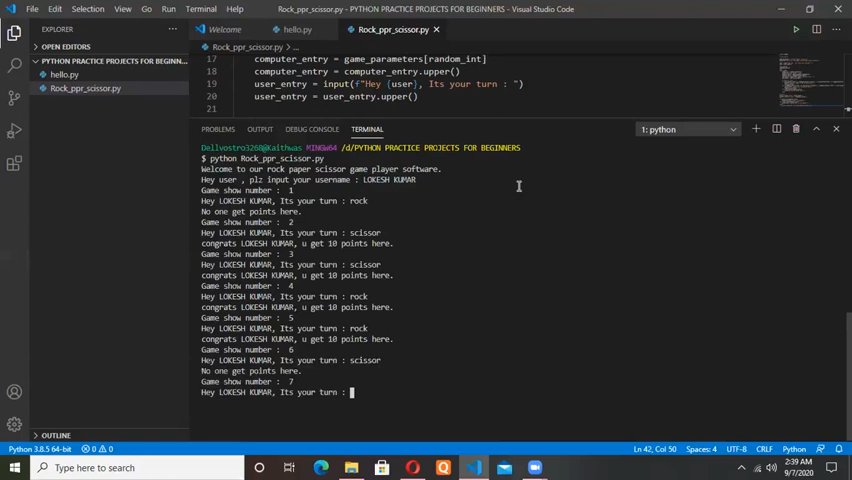 File Edit Selection View Go Run Terminal Help
Rock_ppr_scissor.py - PYTHON PRACTICE PROJECTS FOR BEGINNERS - Visual Studio Code
EXPLORER
OPEN EDITORS
PYTHON PRACTICE PROJECTS FOR BEGINN...
hello.py
Rock_ppr_scissor.py
OUTLINE
Welcome hello.py Rock_ppr_scissor.py
Rock_ppr_scissor.py > ...
17 computer_entry = game_parameters[random_int]
18 computer_entry = computer_entry.upper()
19 user_entry = input(f"Hey {user}, Its your turn : ")
20 user_entry = user_entry.upper()
21
PROBLEMS OUTPUT DEBUG CONSOLE TERMINAL 1: python
Dellvostro3268@Kaithwas MINGW64 /d/PYTHON PRACTICE PROJECTS FOR BEGINNERS
$ python Rock_ppr_scissor.py
Welcome to our rock paper scissor game player software.
Hey user , plz input your username : LOKESH KUMAR
Game show number :  1
Hey LOKESH KUMAR, Its your turn : rock
No one get points here.
Game show number :  2
Hey LOKESH KUMAR, Its your turn : scissor
congrats LOKESH KUMAR, u get 10 points here.
Game show number :  3
Hey LOKESH KUMAR, Its your turn : scissor
congrats LOKESH KUMAR, u get 10 points here.
Game show number :  4
Hey LOKESH KUMAR, Its your turn : rock
congrats LOKESH KUMAR, u get 10 points here.
Game show number :  5
Hey LOKESH KUMAR, Its your turn : rock
congrats LOKESH KUMAR, u get 10 points here.
Game show number :  6
Hey LOKESH KUMAR, Its your turn : scissor
No one get points here.
Game show number :  7
Hey LOKESH KUMAR, Its your turn :
Python 3.8.5 64-bit 0 0 Ln 42, Col 50 Spaces: 4 UTF-8 CRLF Python
Type here to search
2:39 AM
9/7/2020